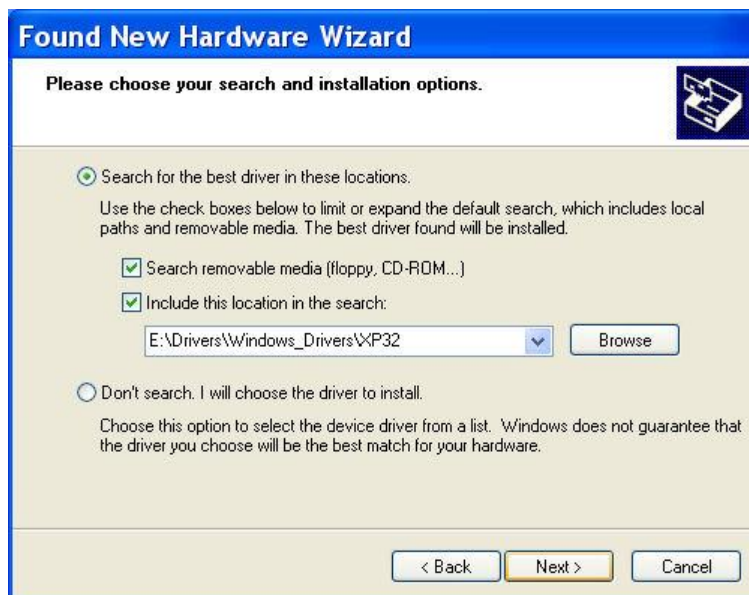 Found New Hardware Wizard
Please choose your search and installation options.
Search for the best driver in these locations.
Use the check boxes below to limit or expand the default search, which includes local
paths and removable media. The best driver found will be installed.
Search removable media (floppy, CD-ROM...)
Include this location in the search:
E:\Drivers\Windows_Drivers\XP32
Browse
Don't search. I will choose the driver to install.
Choose this option to select the device driver from a list.  Windows does not guarantee that
the driver you choose will be the best match for your hardware.
< Back
Next >
Cancel